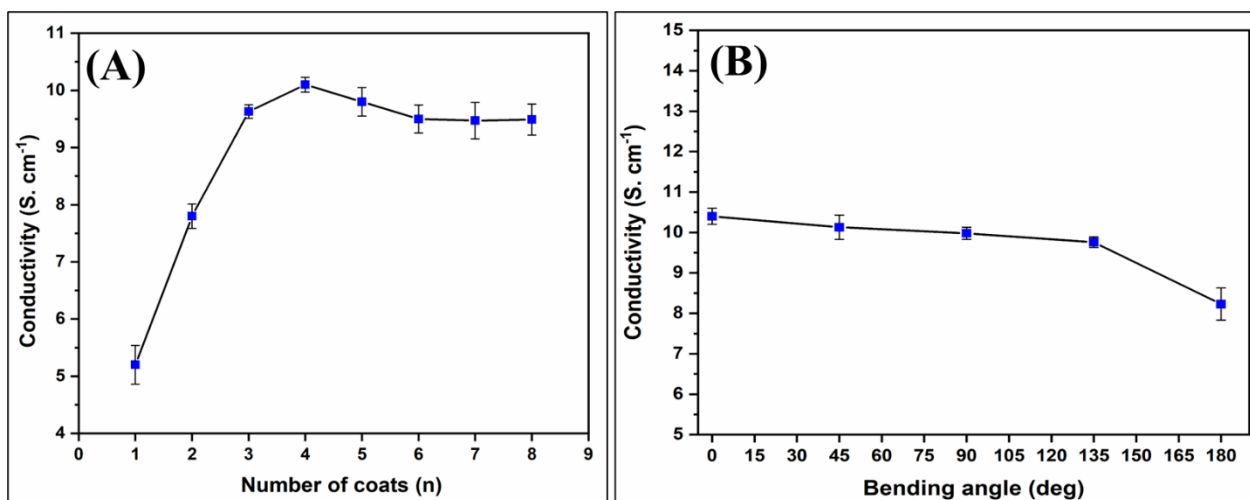 (A)
Conductivity (S. cm⁻¹)
11
10
9
8
7
6
5
4
0 1 2 3 4 5 6 7 8 9
Number of coats (n)
(B)
Conductivity (S. cm⁻¹)
15
14
13
12
11
10
9
8
7
6
5
0 15 30 45 60 75 90 105 120 135 150 165 180
Bending angle (deg)